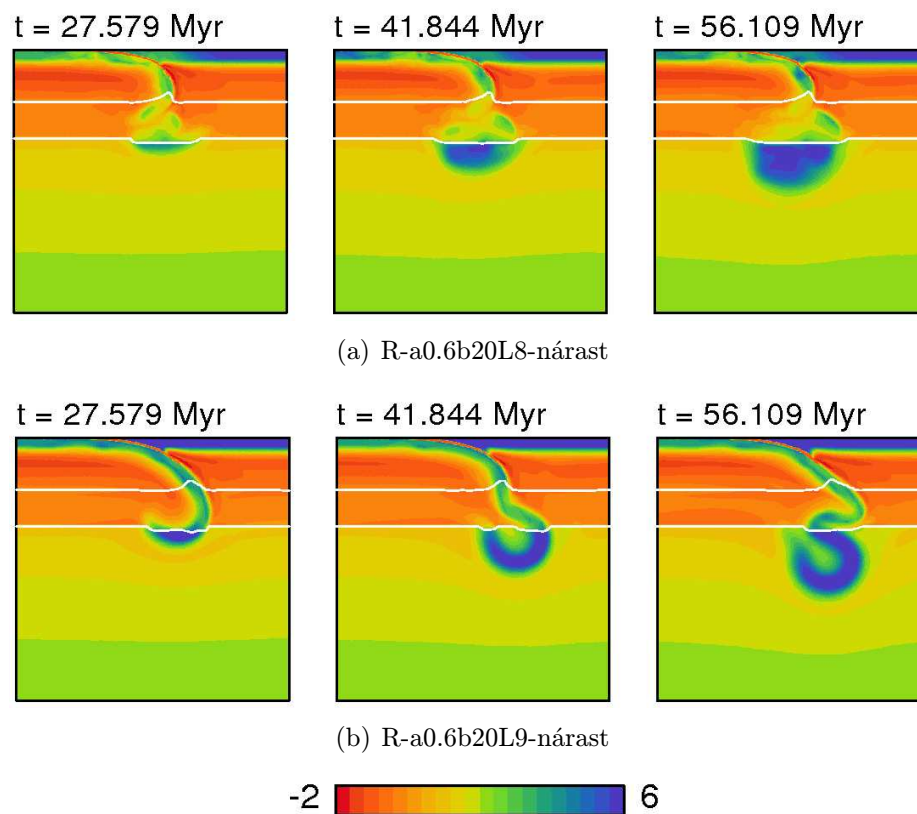 t = 27.579 Myr t = 41.844 Myr t = 56.109 Myr
(a) R-a0.6b20L8-nárast
t = 27.579 Myr t = 41.844 Myr t = 56.109 Myr
(b) R-a0.6b20L9-nárast
-2 6